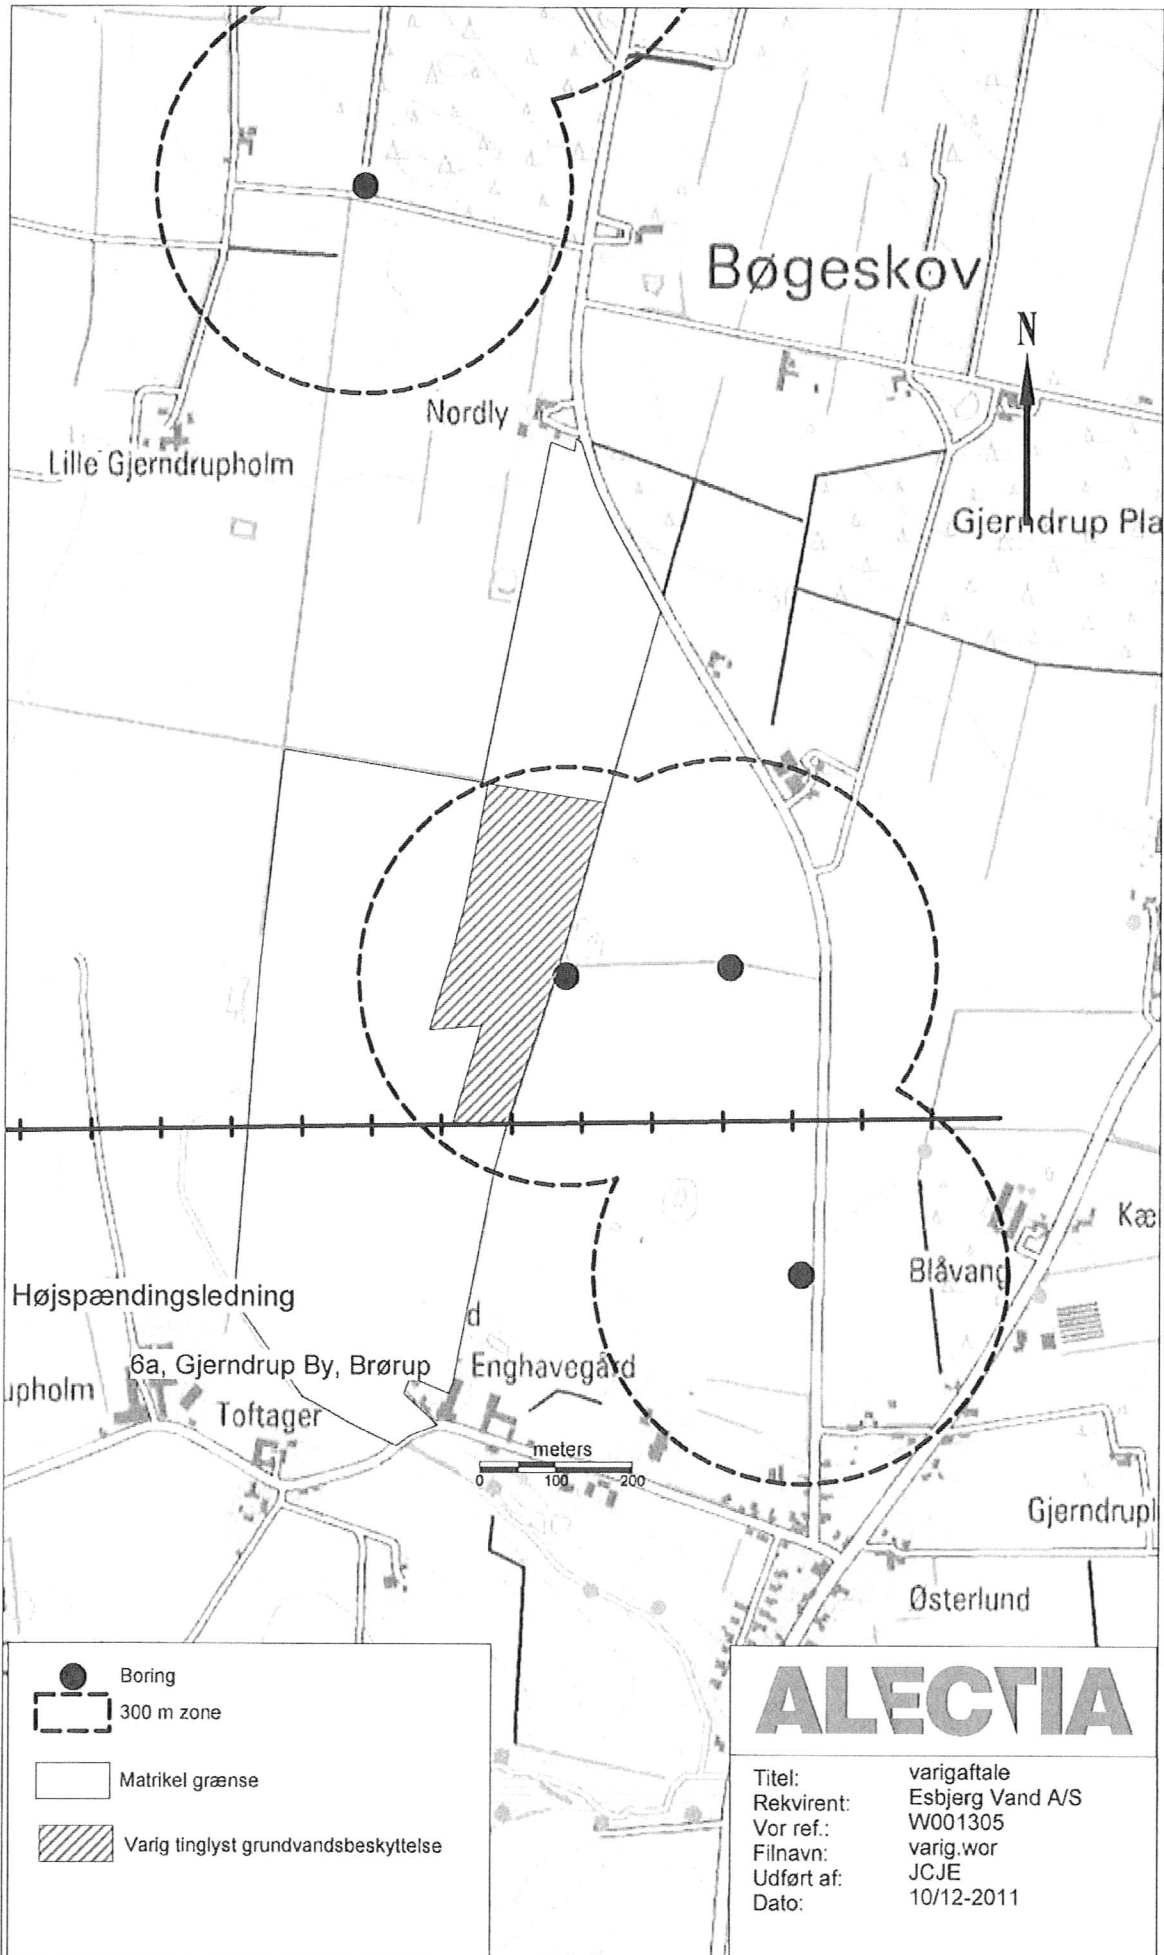 Bøgeskov
N
Nordly
Lille Gjerndrupholm
Gjerndrup Pla
Kæ
Blåvang
Højspændingsledning
d
6a, Gjerndrup By, Brørup
Enghavegård
upholm
Toftager
meters
0 100 200
Gjerndrupl
Østerlund
Boring
300 m zone
Matrikel grænse
Varig tinglyst grundvandsbeskyttelse
ALECTIA
Titel: varigaftale
Rekvirent: Esbjerg Vand A/S
Vor ref.: W001305
Filnavn: varig.wor
Udført af: JCJE
Dato: 10/12-2011